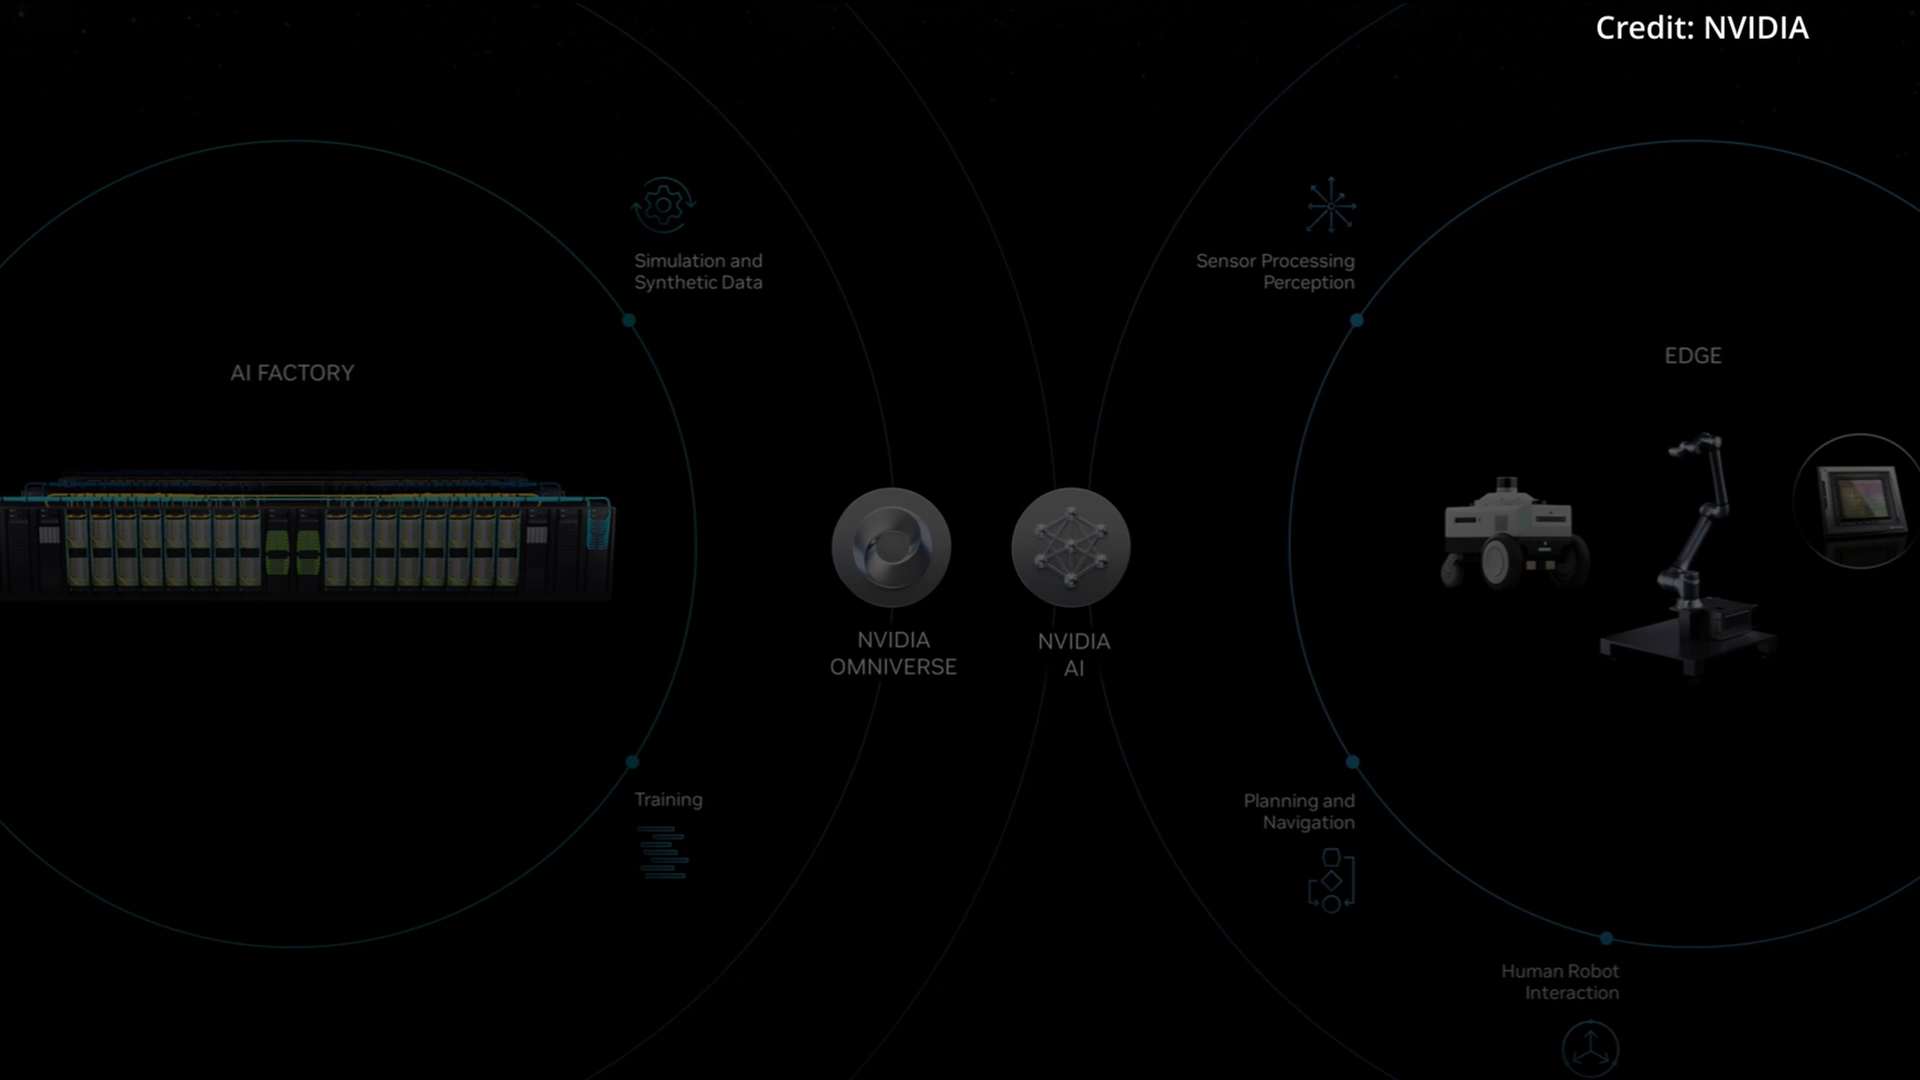 Credit: NVIDIA
Simulation and
Synthetic Data
AI FACTORY
Training
NVIDIA
OMNIVERSE
NVIDIA
AI
Sensor Processing
Perception
EDGE
Planning and
Navigation
Human Robot
Interaction